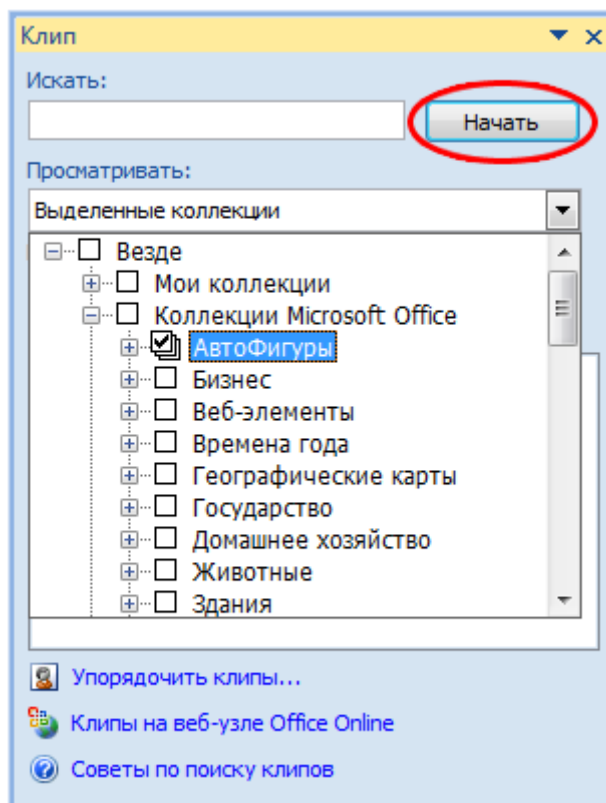 Клип
Искать:
Начать
Просматривать:
Выделенные коллекции
Везде
Мои коллекции
Коллекции Microsoft Office
АвтоФигуры
Бизнес
Веб-элементы
Времена года
Географические карты
Государство
Домашнее хозяйство
Животные
Здания
Упорядочить клипы...
Клипы на веб-узле Office Online
Советы по поиску клипов